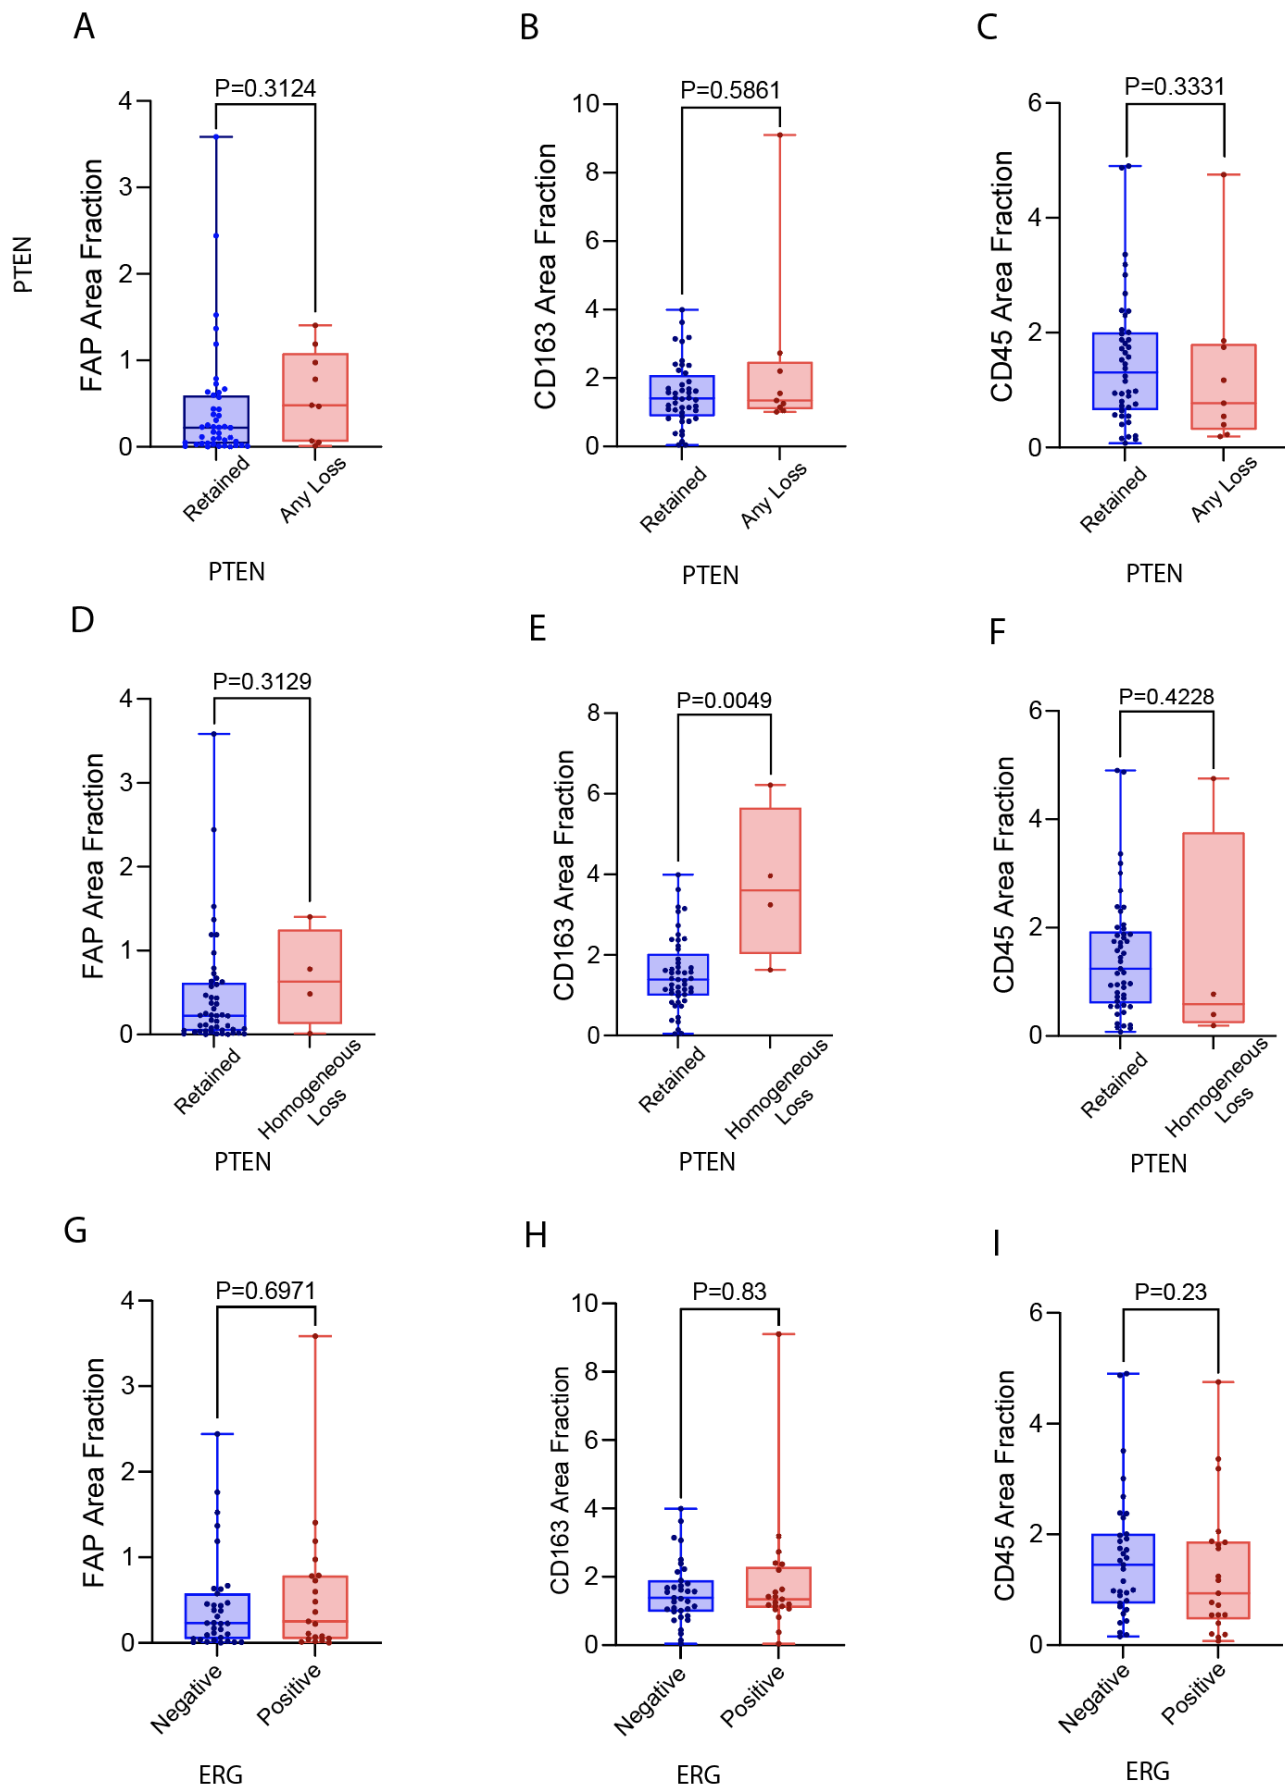 A
B
C
PTEN
P=0.3124
4
3
2
1
0
FAP Area Fraction
Retained
Any Loss
PTEN
P=0.5861
10
8
6
4
2
0
CD163 Area Fraction
Retained
Any Loss
PTEN
P=0.3331
6
4
2
0
CD45 Area Fraction
Retained
Any Loss
PTEN
D
E
F
P=0.3129
4
3
2
1
0
FAP Area Fraction
Retained
Homogeneous
Loss
PTEN
P=0.0049
8
6
4
2
0
CD163 Area Fraction
Retained
Homogeneous
Loss
PTEN
P=0.4228
6
4
2
0
CD45 Area Fraction
Retained
Homogeneous
Loss
PTEN
G
H
I
P=0.6971
4
3
2
1
0
FAP Area Fraction
Negative
Positive
ERG
P=0.83
10
8
6
4
2
0
CD163 Area Fraction
Negative
Positive
ERG
P=0.23
6
4
2
0
CD45 Area Fraction
Negative
Positive
ERG